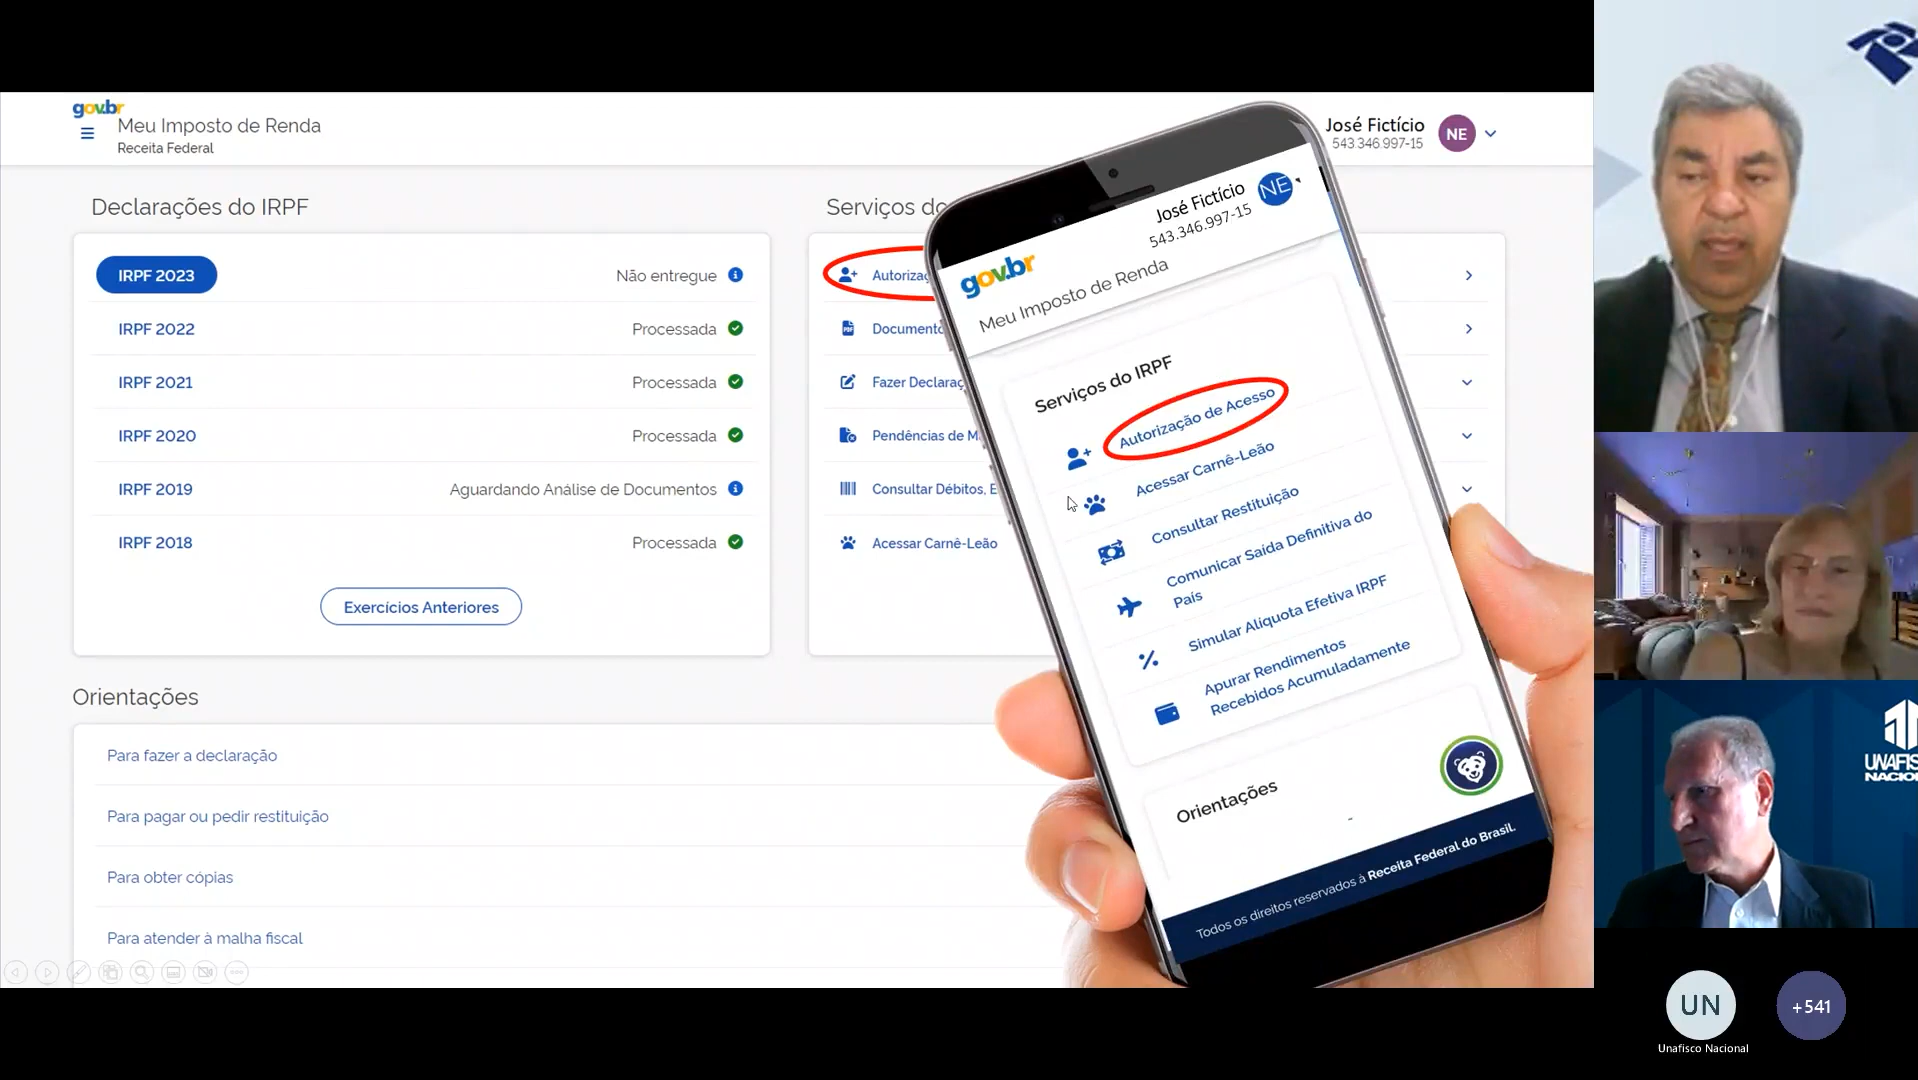 gov.br
Meu Imposto de Renda
Receita Federal
José Fictício
543.346.997-15
NE
Declarações do IRPF
IRPF 2023
Não entregue
IRPF 2022
Processada
IRPF 2021
Processada
IRPF 2020
Processada
IRPF 2019
Aguardando Análise de Documentos
IRPF 2018
Processada
Exercícios Anteriores
Serviços do
Documento
Fazer
Pendências de
Consultar Débitos,
Acessar Carnê-Leão
Orientações
Para fazer a declaração
Para pagar ou pedir restituição
Para obter cópias
Para atender à malha fiscal
José Fictício
543.346.997-15
NE
gov.br
Meu Imposto de Renda
Serviços do IRPF
Autorização de Acesso
Acessar Carnê-Leão
Consultar Restituição
Comunicar Saída Definitiva do
País
Simular Alíquota Efetiva IRPF
Apurar Rendimentos
Recebidos Acumuladamente
Orientações
Todos os direitos reservados à Receita Federal do Brasil.
UN
+541
Unafisco Nacional